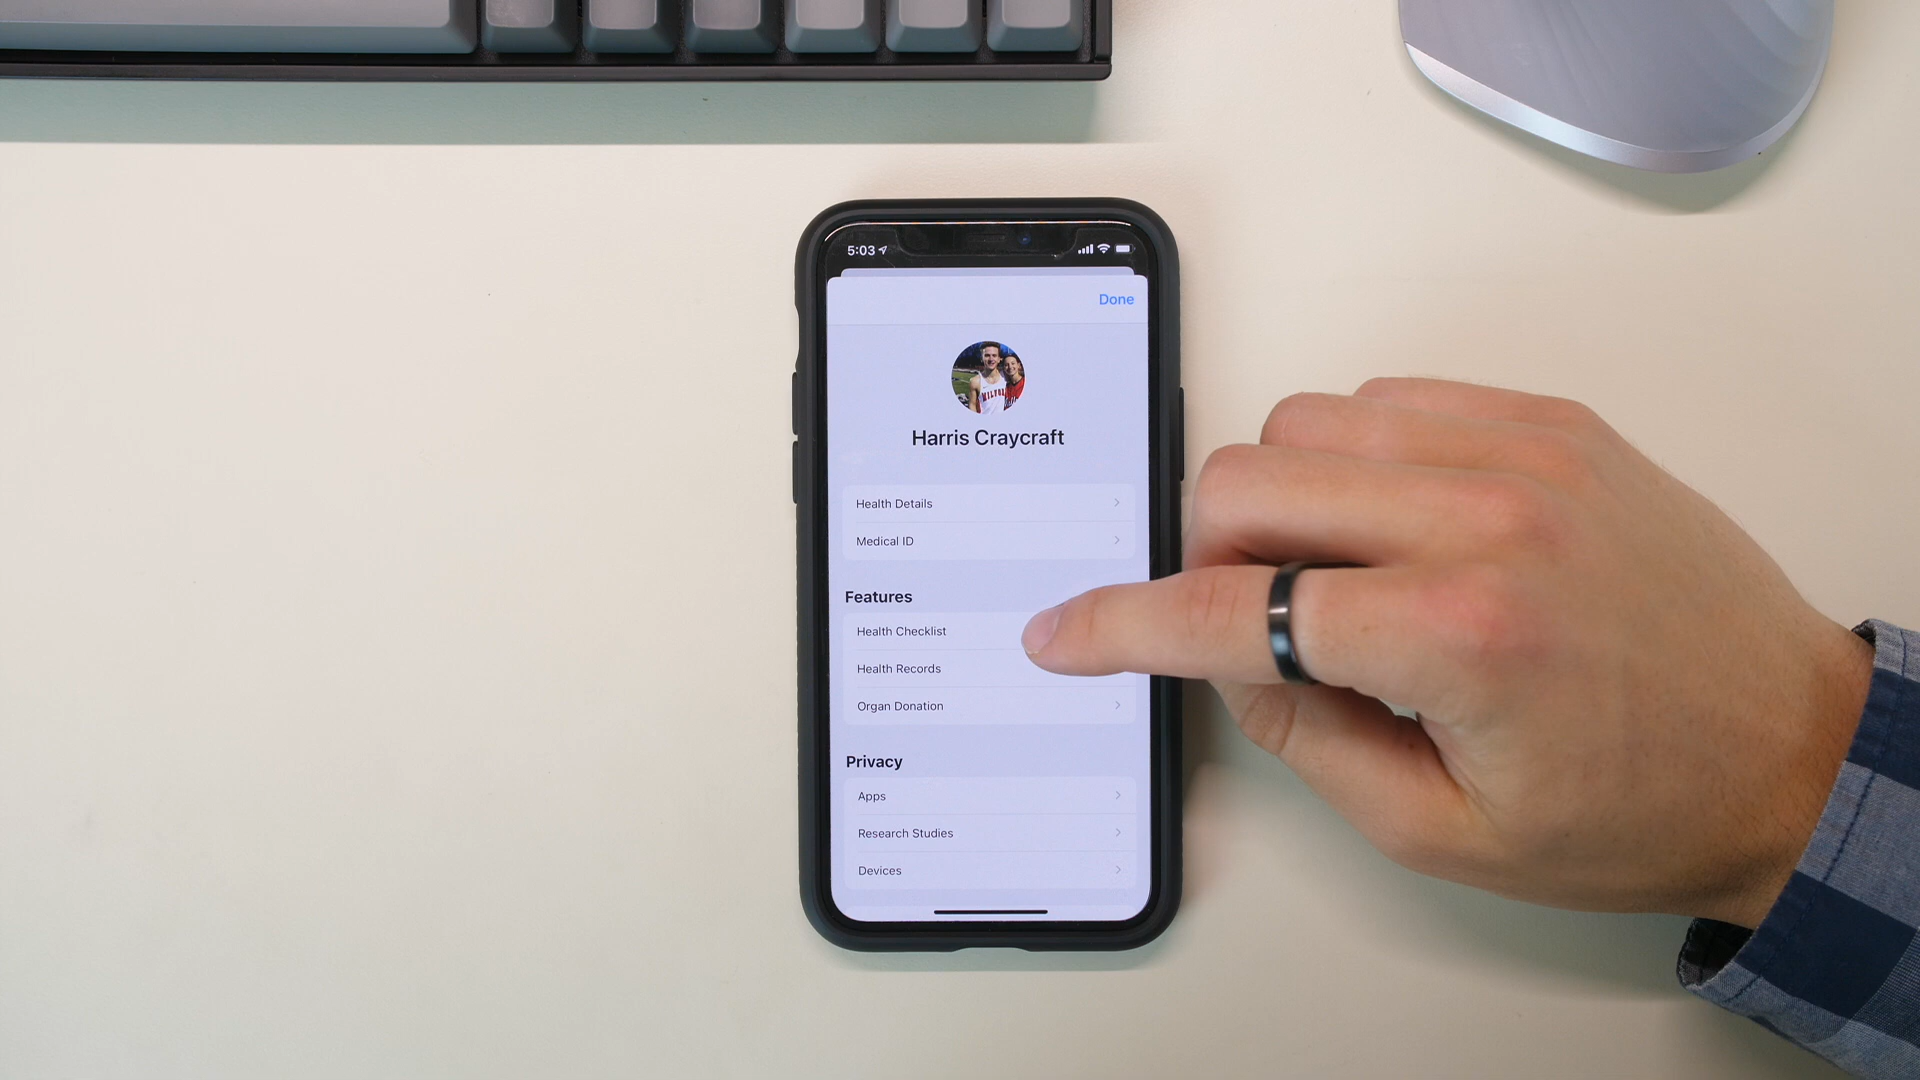 5:03
Done
Harris Craycraft
Health Details
Medical ID
Features
Health Checklist
Health Records
Organ Donation
Privacy
Apps
Research Studies
Devices